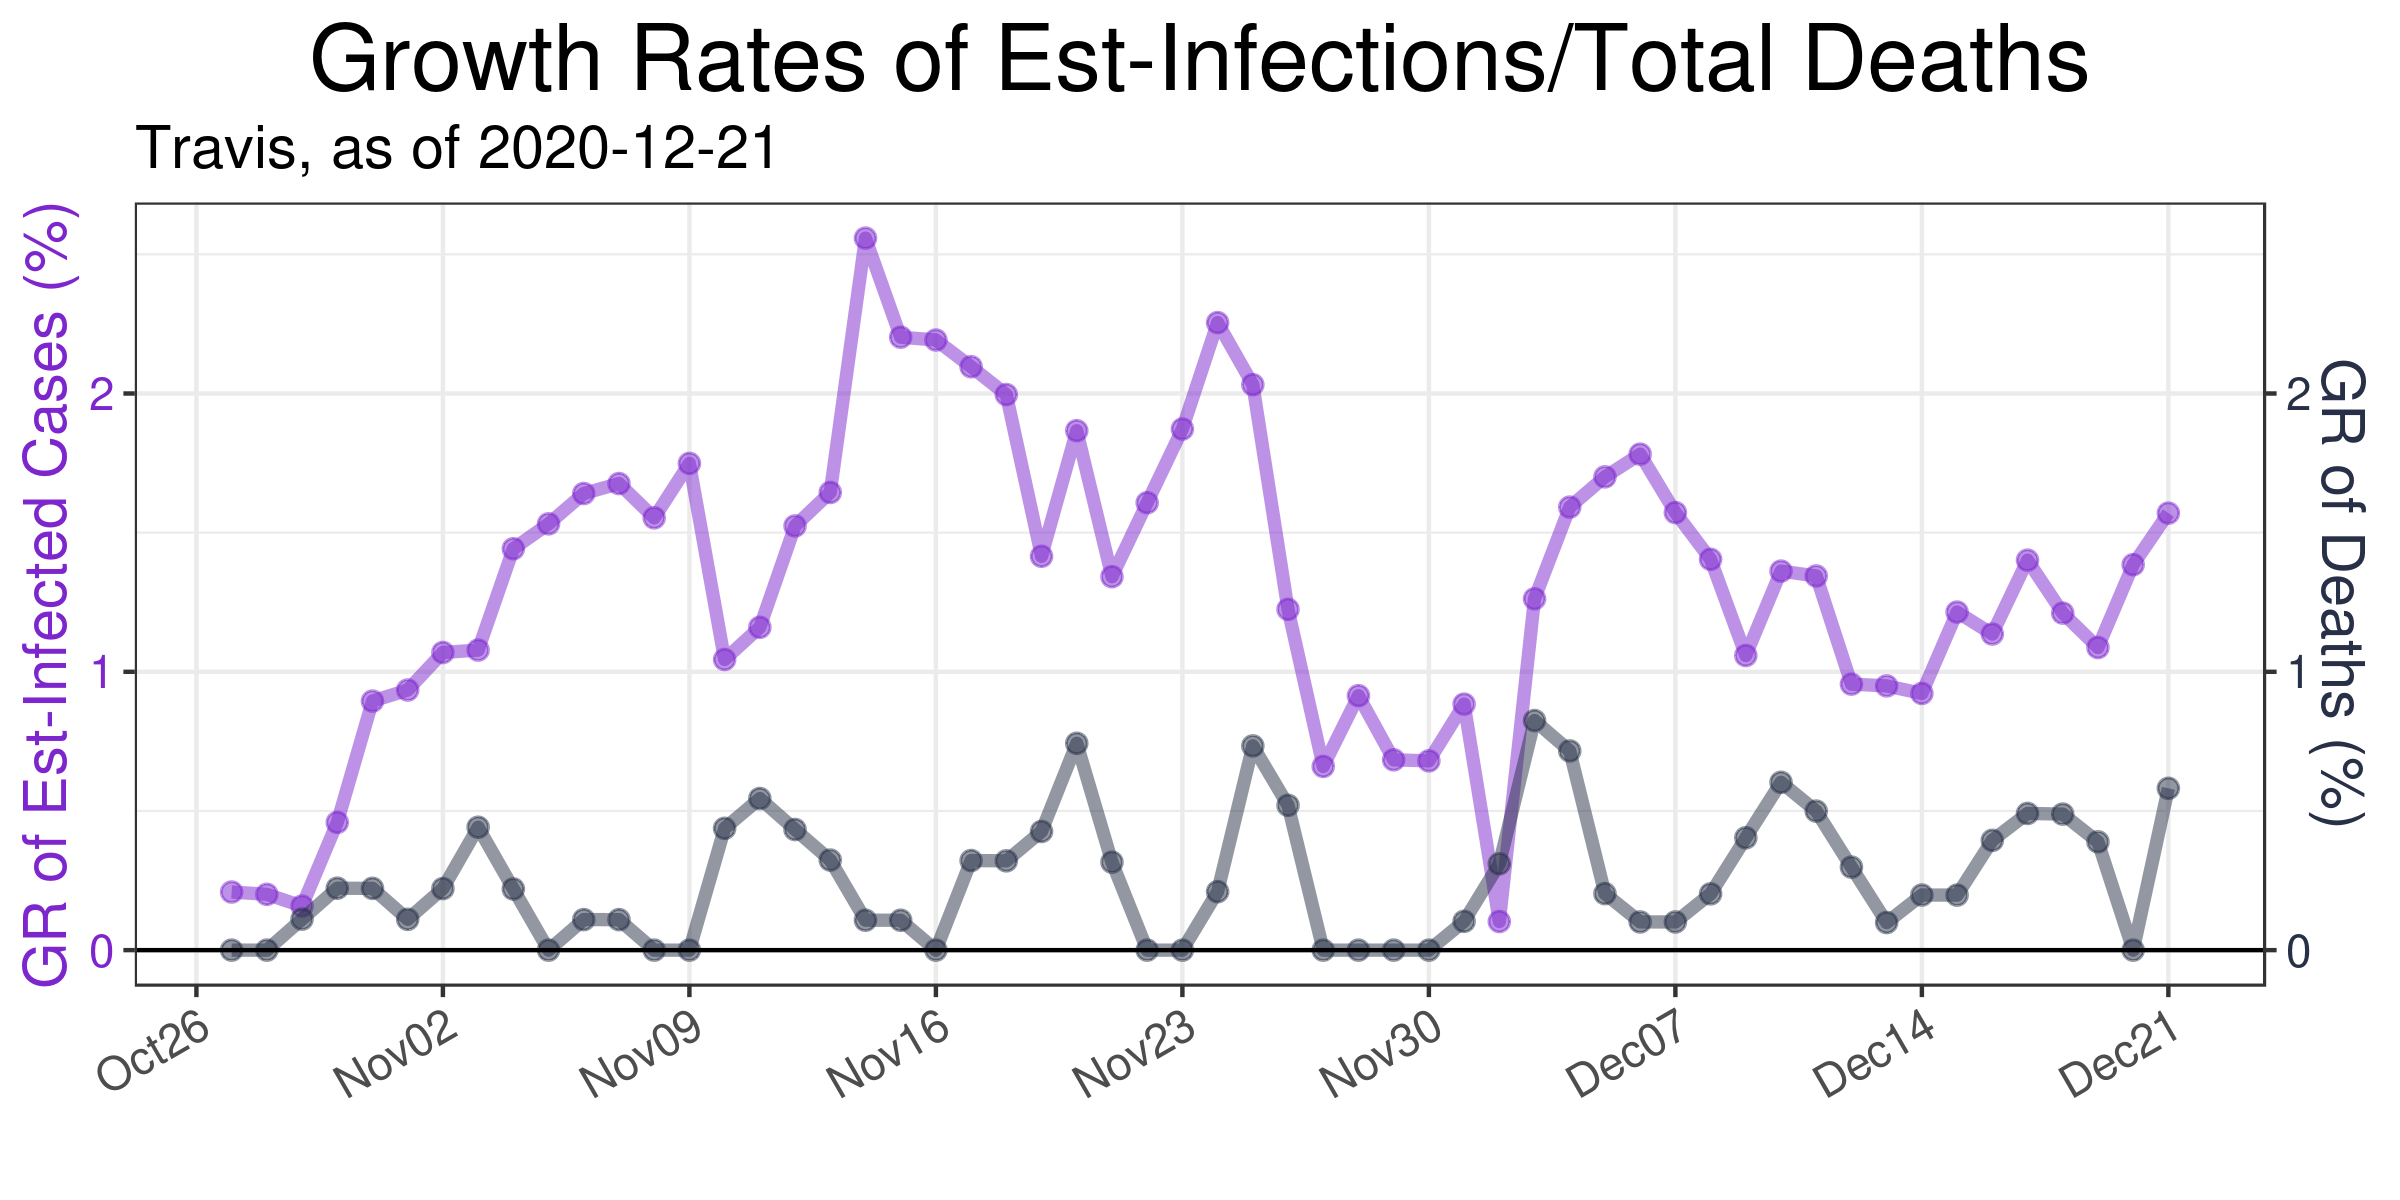 Growth Rates of Est-Infections/Total Deaths
Travis, as of 2020-12-21
GR of Est-Infected Cases (%)
2
1
0
2
1
0
GR of Deaths (%)
Oct26
Nov02
Nov09
Nov16
Nov23
Nov30
Dec07
Dec14
Dec21